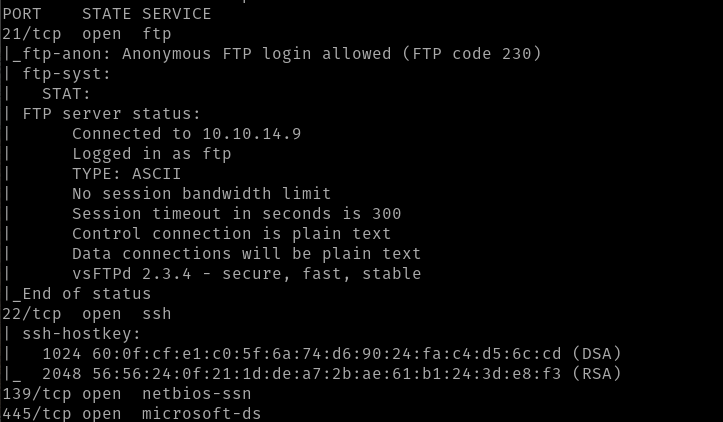 PORT    STATE SERVICE
21/tcp  open  ftp
|_ftp-anon: Anonymous FTP login allowed (FTP code 230)
| ftp-syst:
|   STAT:
| FTP server status:
|      Connected to 10.10.14.9
|      Logged in as ftp
|      TYPE: ASCII
|      No session bandwidth limit
|      Session timeout in seconds is 300
|      Control connection is plain text
|      Data connections will be plain text
|      vsFTPd 2.3.4 - secure, fast, stable
|_End of status
22/tcp  open  ssh
| ssh-hostkey:
|   1024 60:0f:cf:e1:c0:5f:6a:74:d6:90:24:fa:c4:d5:6c:cd (DSA)
|_  2048 56:56:24:0f:21:1d:de:a7:2b:ae:61:b1:24:3d:e8:f3 (RSA)
139/tcp open  netbios-ssn
445/tcp open  microsoft-ds